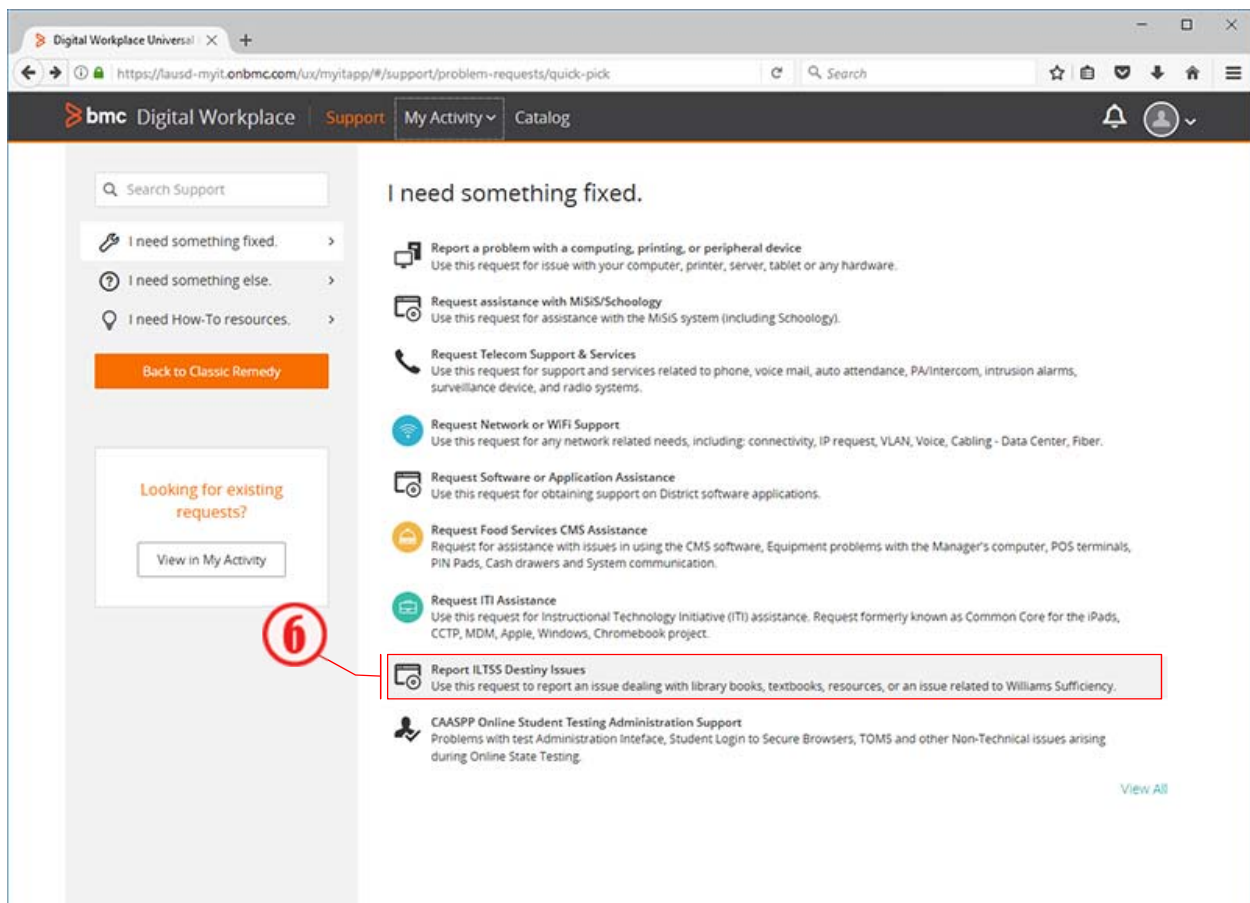 Digital Workplace Universal
https://lausd-myit.onbmc.com/ux/myitapp/#/support/problem-requests/quick-pick
Search
bmc Digital Workplace Support My Activity Catalog
Search Support
I need something fixed.
I need something else.
I need How-To resources.
Back to Classic Remedy
Looking for existing
requests?
View in My Activity
I need something fixed.
Report a problem with a computing, printing, or peripheral device
Use this request for issue with your computer, printer, server, tablet or any hardware.
Request assistance with MiSiS/Schoology
Use this request for assistance with the MiSiS system (including Schoology).
Request Telecom Support & Services
Use this request for support and services related to phone, voice mail, auto attendance, PA/Intercom, intrusion alarms,
surveillance device, and radio systems.
Request Network or WiFi Support
Use this request for any network related needs, including: connectivity, IP request, VLAN, Voice, Cabling - Data Center, Fiber.
Request Software or Application Assistance
Use this request for obtaining support on District software applications.
Request Food Services CMS Assistance
Request for assistance with issues in using the CMS software, Equipment problems with the Manager's computer, POS terminals,
PIN Pads, Cash drawers and System communication.
Request ITI Assistance
Use this request for Instructional Technology Initiative (ITI) assistance. Request formerly known as Common Core for the iPads,
CCTP, MDM, Apple, Windows, Chromebook project.
6
Report ILTSS Destiny Issues
Use this request to report an issue dealing with library books, textbooks, resources, or an issue related to Williams Sufficiency.
CAASPP Online Student Testing Administration Support
Problems with test Administration Inteface, Student Login to Secure Browsers, TOMS and other Non-Technical issues arising
during Online State Testing.
View All